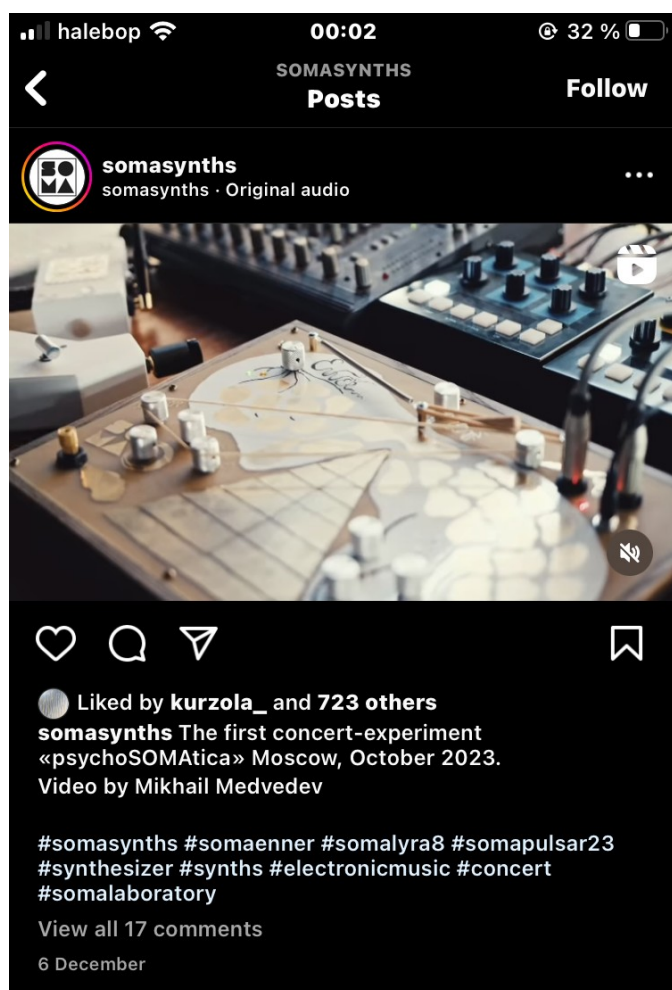 halebop 00:02 32 %
SOMASYNTHS
Posts Follow
SO
MA
somasynths
somasynths · Original audio
Liked by kurzola_ and 723 others
somasynths The first concert-experiment
«psychoSOMAtica» Moscow, October 2023.
Video by Mikhail Medvedev
#somasynths #somaenner #somalyra8 #somapulsar23
#synthesizer #synths #electronicmusic #concert
#somalaboratory
View all 17 comments
6 December